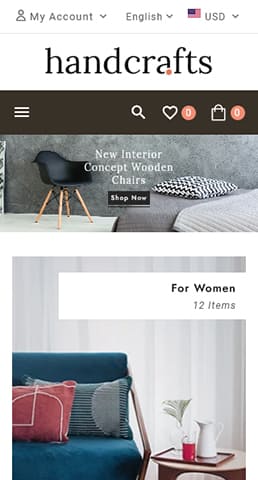 My Account English USD
handcrafts
0 0
New Interior
Concept Wooden
Chairs
Shop Now
For Women
12 Items